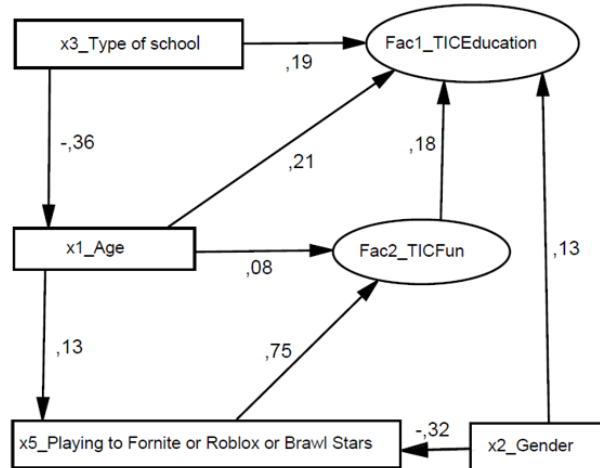 x3_Type of school
Fac1_TICEducation
,19
-,36
,21
,18
x1_Age
Fac2_TICFun
,08
,13
,13
,75
x5_Playing to Fornite or Roblox or Brawl Stars
-,32
x2_Gender